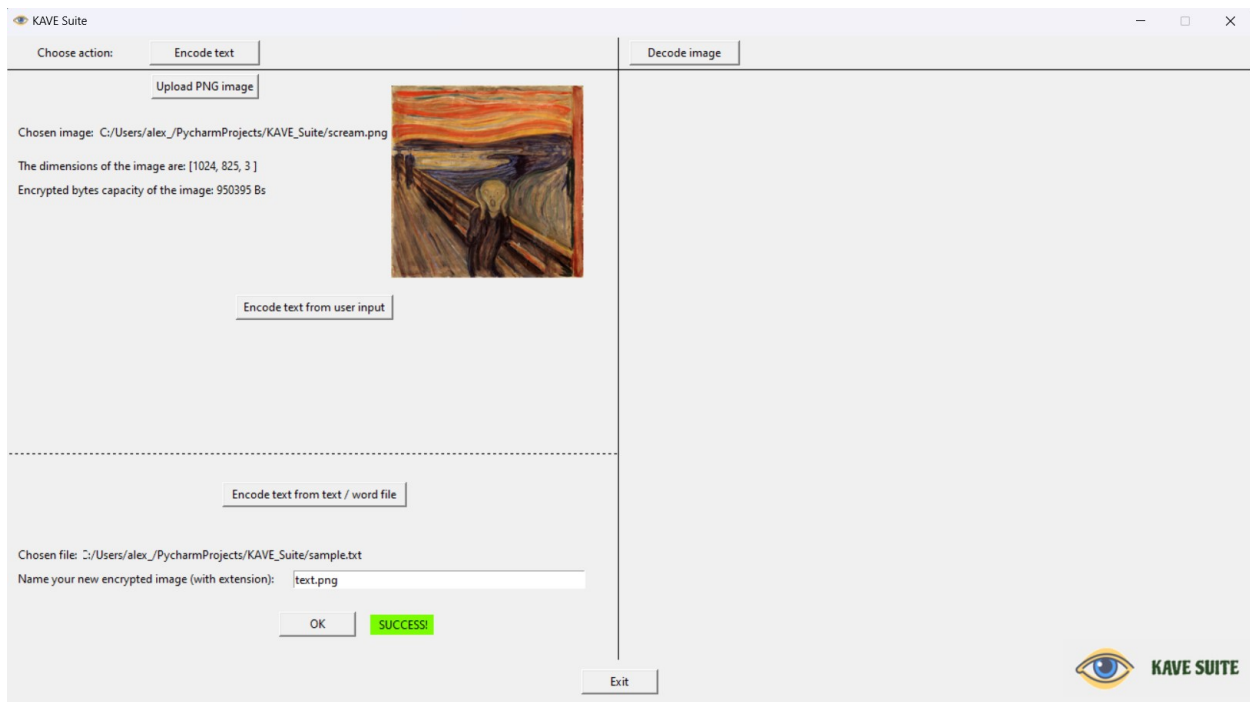 KAVE Suite
Choose action:
Encode text
Decode image
Upload PNG image
Chosen image: C:/Users/alex_/PycharmProjects/KAVE_Suite/scream.png
The dimensions of the image are: [1024, 825, 3 ]
Encrypted bytes capacity of the image: 950395 Bs
Encode text from user input
Encode text from text / word file
Chosen file: C:/Users/alex_/PycharmProjects/KAVE_Suite/sample.txt
Name your new encrypted image (with extension): text.png
OK
SUCCESS!
Exit
KAVE SUITE